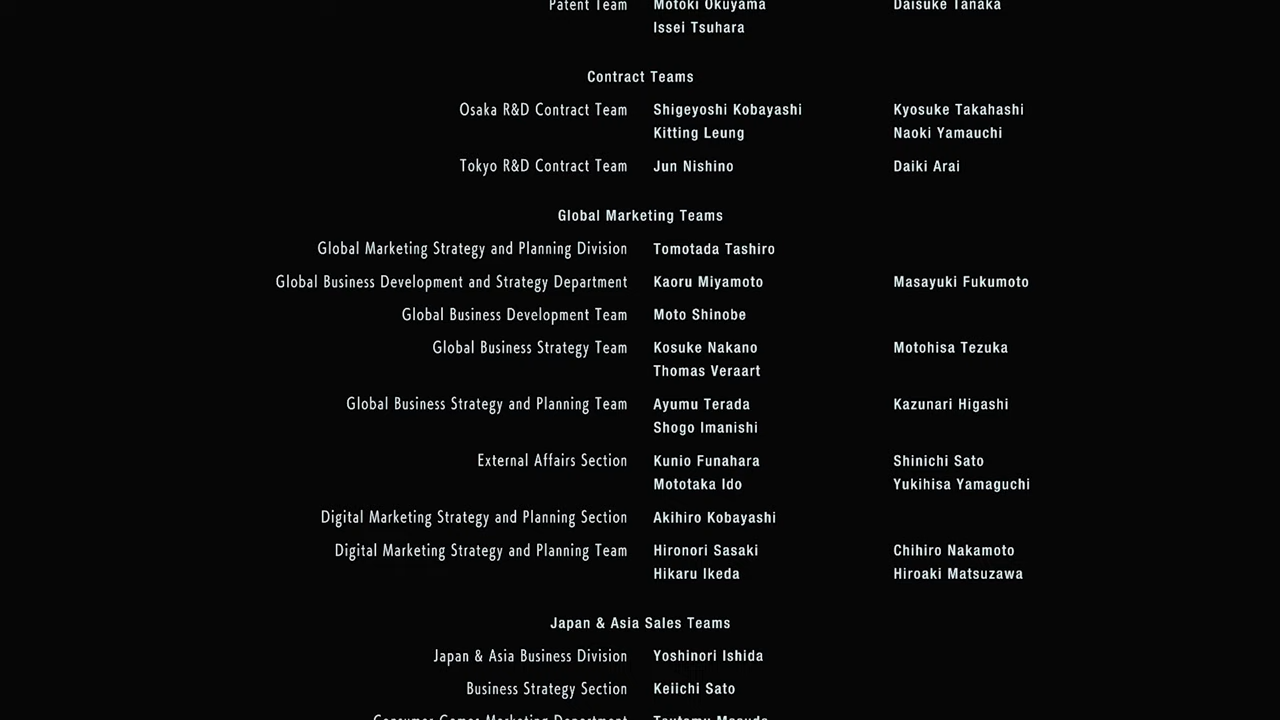 Patent Team Motoki Okuyama Daisuke Tanaka
Issei Tsuhara
Contract Teams
Osaka R&D Contract Team Shigeyoshi Kobayashi Kyosuke Takahashi
Kitting Leung Naoki Yamauchi
Tokyo R&D Contract Team Jun Nishino Daiki Arai
Global Marketing Teams
Global Marketing Strategy and Planning Division Tomotada Tashiro
Global Business Development and Strategy Department Kaoru Miyamoto Masayuki Fukumoto
Global Business Development Team Moto Shinobe
Global Business Strategy Team Kosuke Nakano Motohisa Tezuka
Thomas Veraart
Global Business Strategy and Planning Team Ayumu Terada Kazunari Higashi
Shogo Imanishi
External Affairs Section Kunio Funahara Shinichi Sato
Mototaka Ido Yukihisa Yamaguchi
Digital Marketing Strategy and Planning Section Akihiro Kobayashi
Digital Marketing Strategy and Planning Team Hironori Sasaki Chihiro Nakamoto
Hikaru Ikeda Hiroaki Matsuzawa
Japan & Asia Sales Teams
Japan & Asia Business Division Yoshinori Ishida
Business Strategy Section Keiichi Sato
Consumer Games Marketing Department